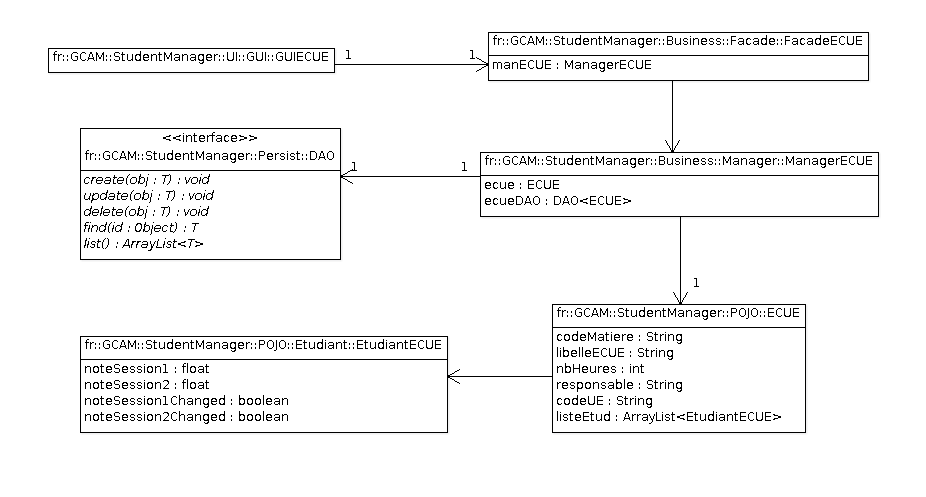 fr::GCAM::StudentManager::UI::GUI::GUIECUE
1
1
fr::GCAM::StudentManager::Business::Facade::FacadeECUE
manECUE : ManagerECUE
<<interface>>
fr::GCAM::StudentManager::Persist::DAO
create(obj : T) : void
update(obj : T) : void
delete(obj : T) : void
find(id : Object) : T
list() : ArrayList<T>
1
1
fr::GCAM::StudentManager::Business::Manager::ManagerECUE
ecue : ECUE
ecueDAO : DAO<ECUE>
1
fr::GCAM::StudentManager::POJO::ECUE
codeMatiere : String
libelleECUE : String
nbHeures : int
responsable : String
codeUE : String
listeEtud : ArrayList<EtudiantECUE>
fr::GCAM::StudentManager::POJO::Etudiant::EtudiantECUE
noteSession1 : float
noteSession2 : float
noteSession1Changed : boolean
noteSession2Changed : boolean